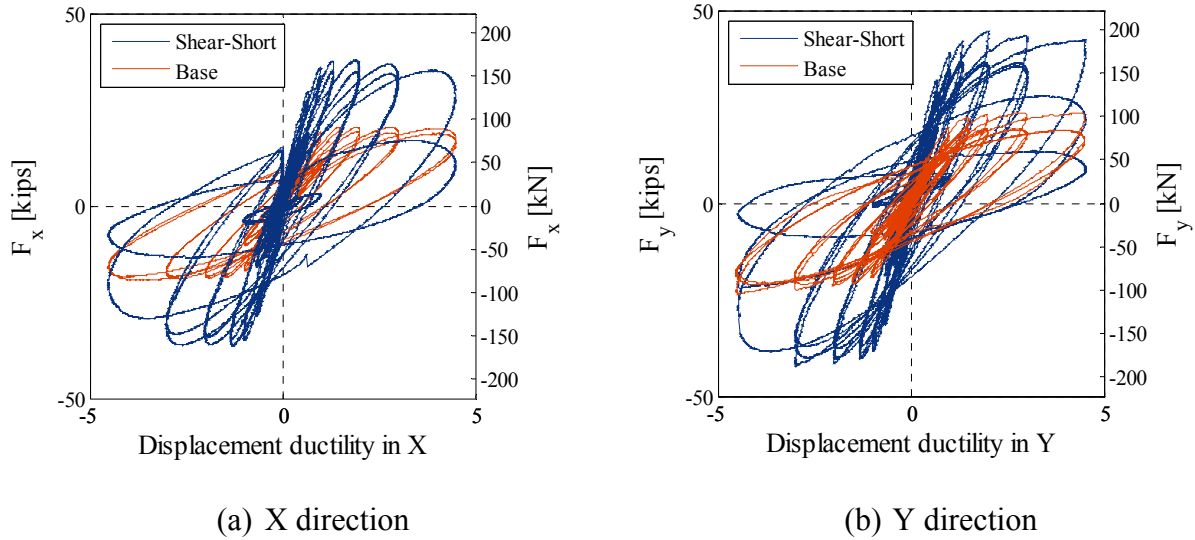 50
Shear-Short
Base
200
150
100
50
0
0
-50
-100
-150
-200
-50
-5
0
5
F_x [kips]
F_x [kN]
Displacement ductility in X
(a) X direction
50
Shear-Short
Base
200
150
100
50
0
0
-50
-100
-150
-200
-50
-5
0
5
F_y [kips]
F_y [kN]
Displacement ductility in Y
(b) Y direction